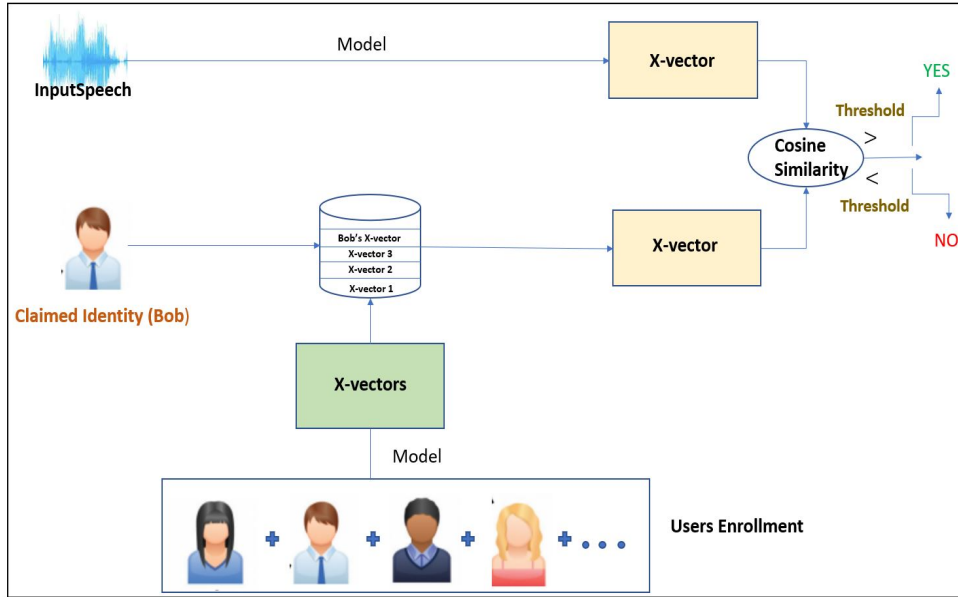 Model
X-vector
YES
InputSpeech
Threshold
>
Cosine
Similarity
<
Threshold
Bob's X-vector
X-vector 3
X-vector 2
X-vector 1
X-vector
NO
Claimed Identity (Bob)
X-vectors
Model
Users Enrollment